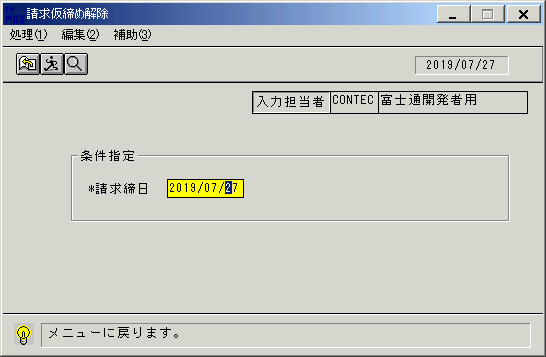 請求仮締め解除
処理(1) 編集(2) 補助(3)
2019/07/27
入力担当者 CONTEC 富士通開発者用
条件指定
*請求締日 2019/07/27
メニューに戻ります。